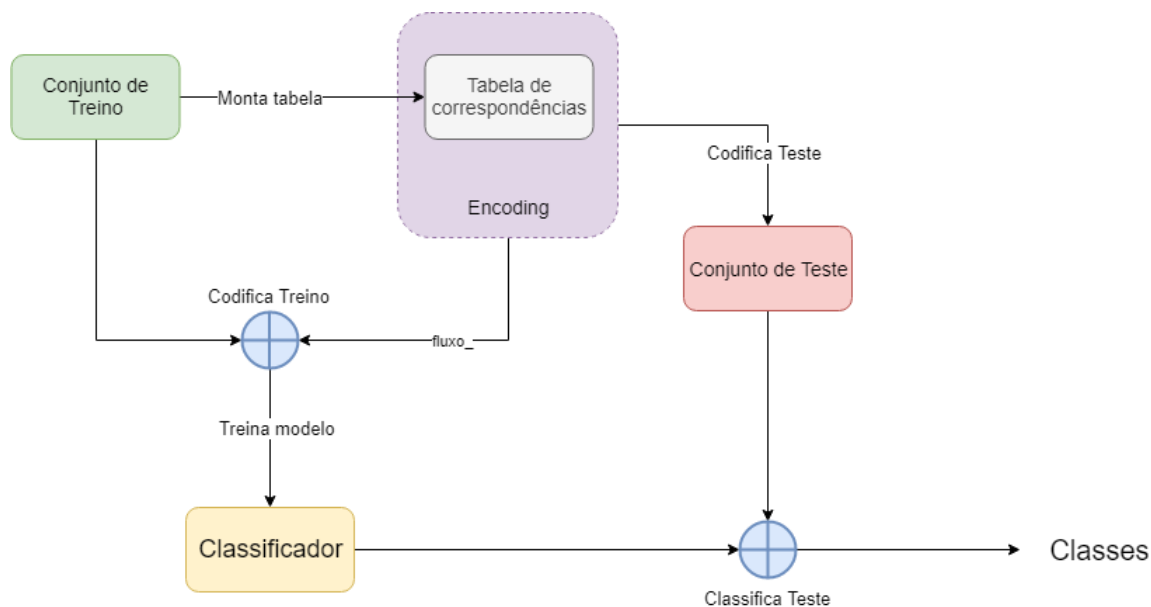 Conjunto de
Treino
Monta tabela
Tabela de
correspondências
Encoding
Codifica Teste
Conjunto de Teste
Codifica Treino
fluxo_
Treina modelo
Classificador
Classifica Teste
Classes